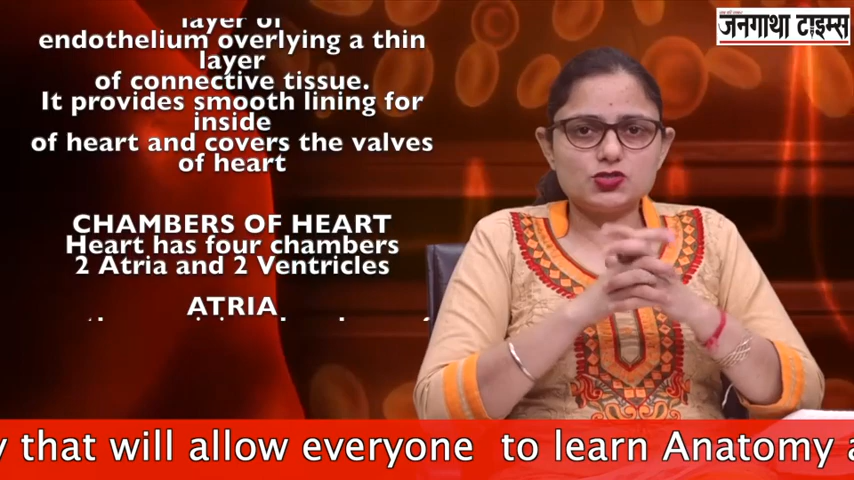 layer of
endothelium overlying a thin
layer
of connective tissue.
It provides smooth lining for
inside
of heart and covers the valves
of heart
CHAMBERS OF HEART
Heart has four chambers
2 Atria and 2 Ventricles
ATRIA
जनगाथा टाइम्स
y that will allow everyone to learn Anatomy a